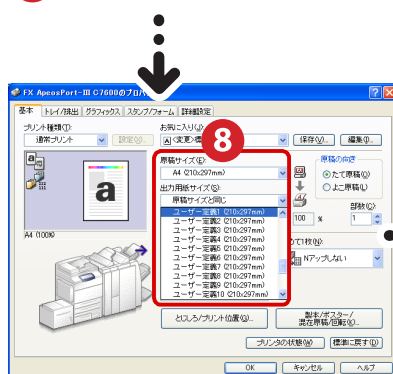 8
FX ApeosPort-III C7600のプロパ
基本 トレイ/排出 グラフィックス スタンプ/フォーム 詳細設定
プリント種類(T):
通常プリント
設定(Q)...
お気に入り(J):
<変更>標
保存(V)... 編集(I)...
原稿サイズ(E):
A4 (210x297mm)
原稿の向き
たて原稿(Q)
よこ原稿(L)
出力用紙サイズ(S):
原稿サイズと同じ
ユーザー定義1 (210x297mm)
ユーザー定義2 (210x297mm)
ユーザー定義3 (210x297mm)
ユーザー定義4 (210x297mm)
ユーザー定義5 (210x297mm)
ユーザー定義6 (210x297mm)
ユーザー定義7 (210x297mm)
ユーザー定義8 (210x297mm)
ユーザー定義9 (210x297mm)
ユーザー定義10 (210x297mm)
部数(C):
100 %
1
a
A4 (100%)
めて1枚(N):
Nアップしない
とじしろ/プリント位置(G)...
製本/ポスター/
混在原稿/回転(X)...
プリンタの状態(W) 標準に戻す(D)
OK キャンセル ヘルプ